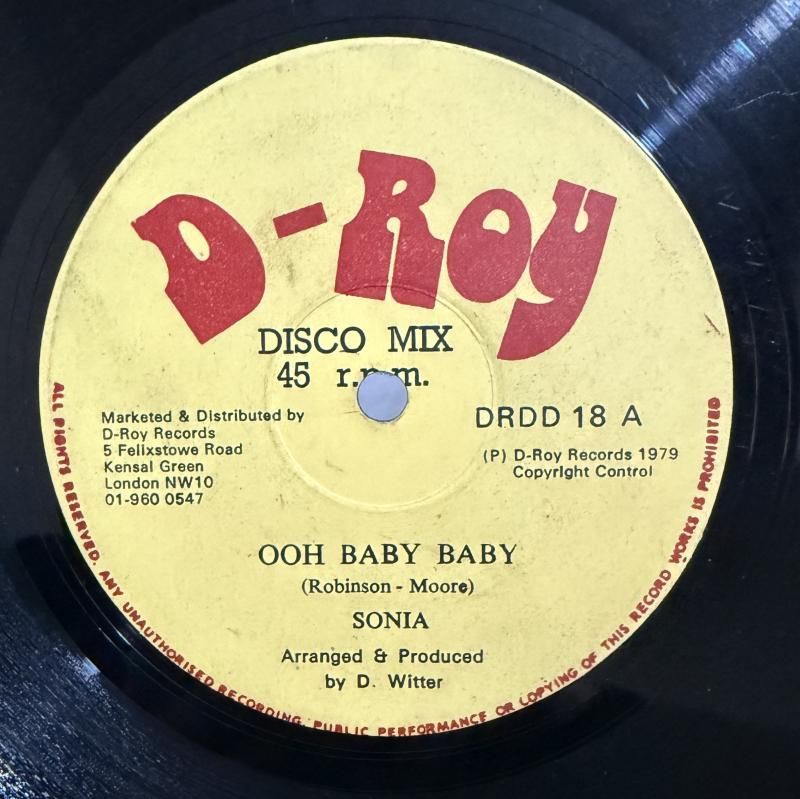 D-Roy
DISCO MIX
45 r.p.m.
Marketed & Distributed by
D-Roy Records
5 Felixstowe Road
Kensal Green
London NW10
01-960 0547
DRDD 18 A
(P) D-Roy Records 1979
Copyright Control
OOH BABY BABY
(Robinson - Moore)
SONIA
Arranged & Produced
by D. Witter
ALL RIGHTS RESERVED. ANY UNAUTHORISED RECORDING, PUBLIC PERFORMANCE OR COPYING OF THIS RECORD WORKS IS PROHIBITED